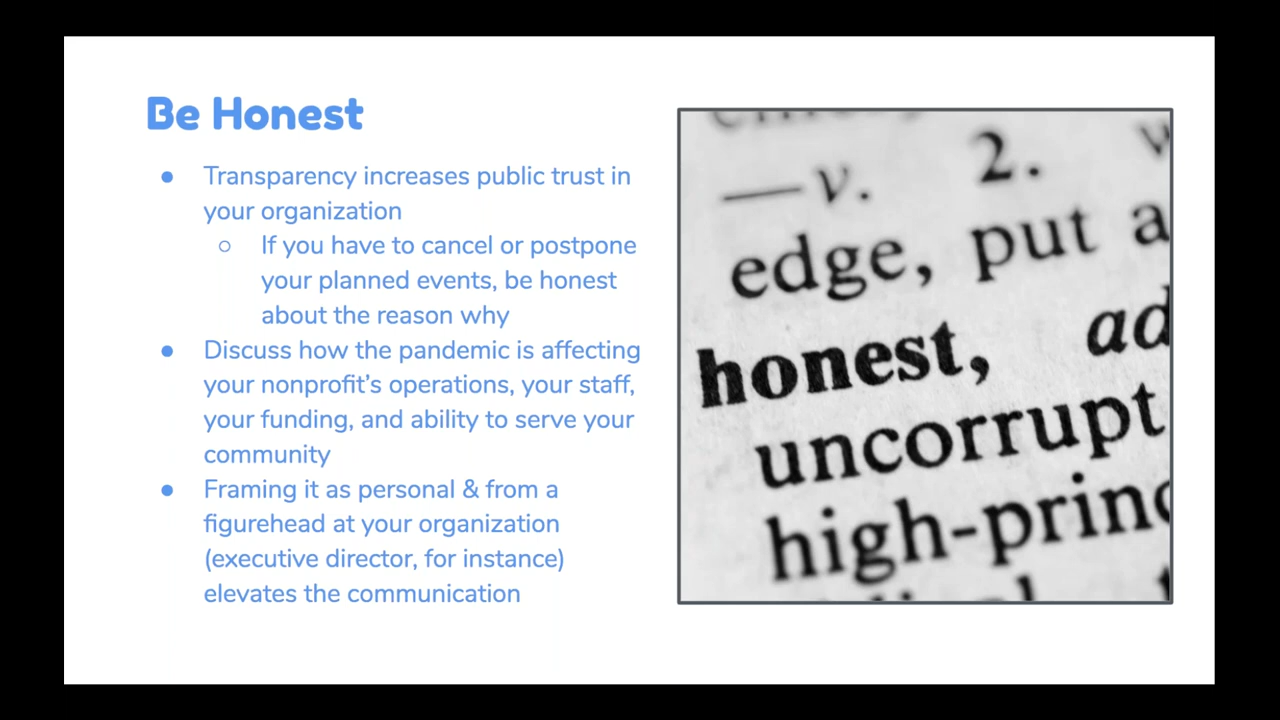 Be Honest
● Transparency increases public trust in
your organization
○ If you have to cancel or postpone
your planned events, be honest
about the reason why
● Discuss how the pandemic is affecting
your nonprofit's operations, your staff,
your funding, and ability to serve your
community
● Framing it as personal & from a
figurehead at your organization
(executive director, for instance)
elevates the communication
—v. 2.
edge, put a
honest, ad
uncorrupt
high-princ